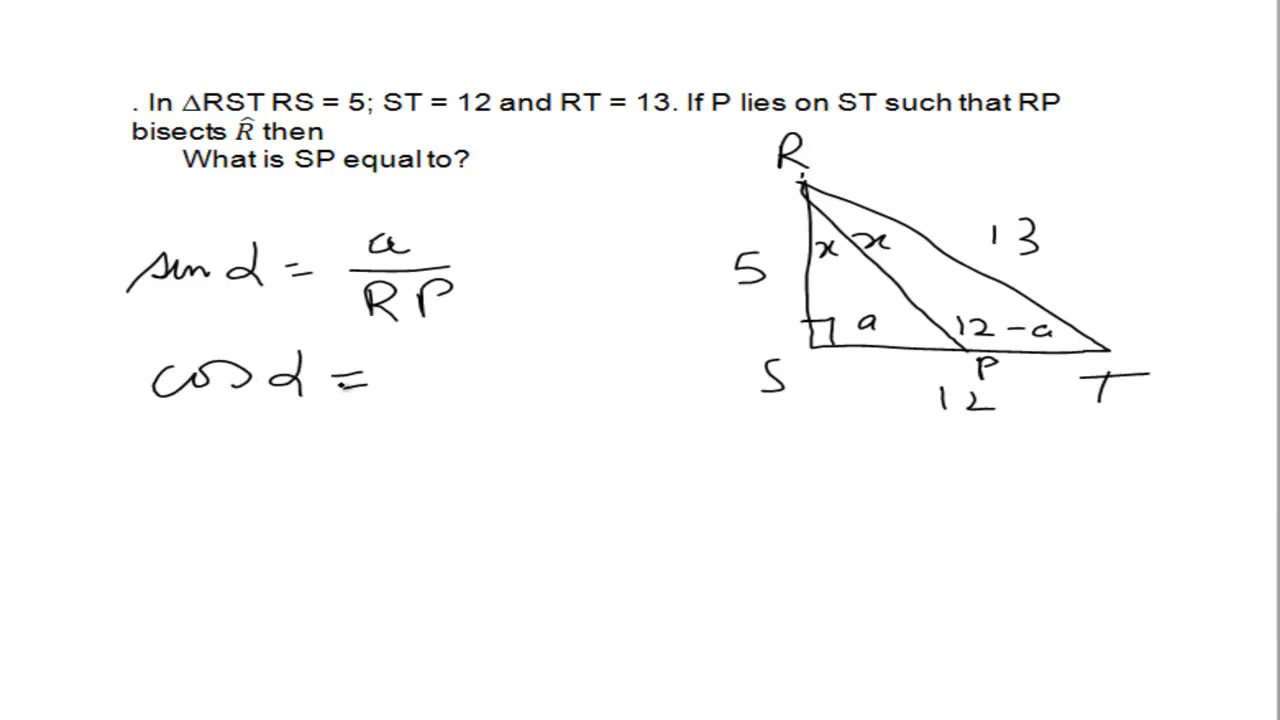 . In ΔRST RS = 5; ST = 12 and RT = 13. If P lies on ST such that RP
bisects R̂ then
What is SP equal to?
R
sin α = a / RP
5
x x
13
cos α =
a
12 - a
S
P
T
12